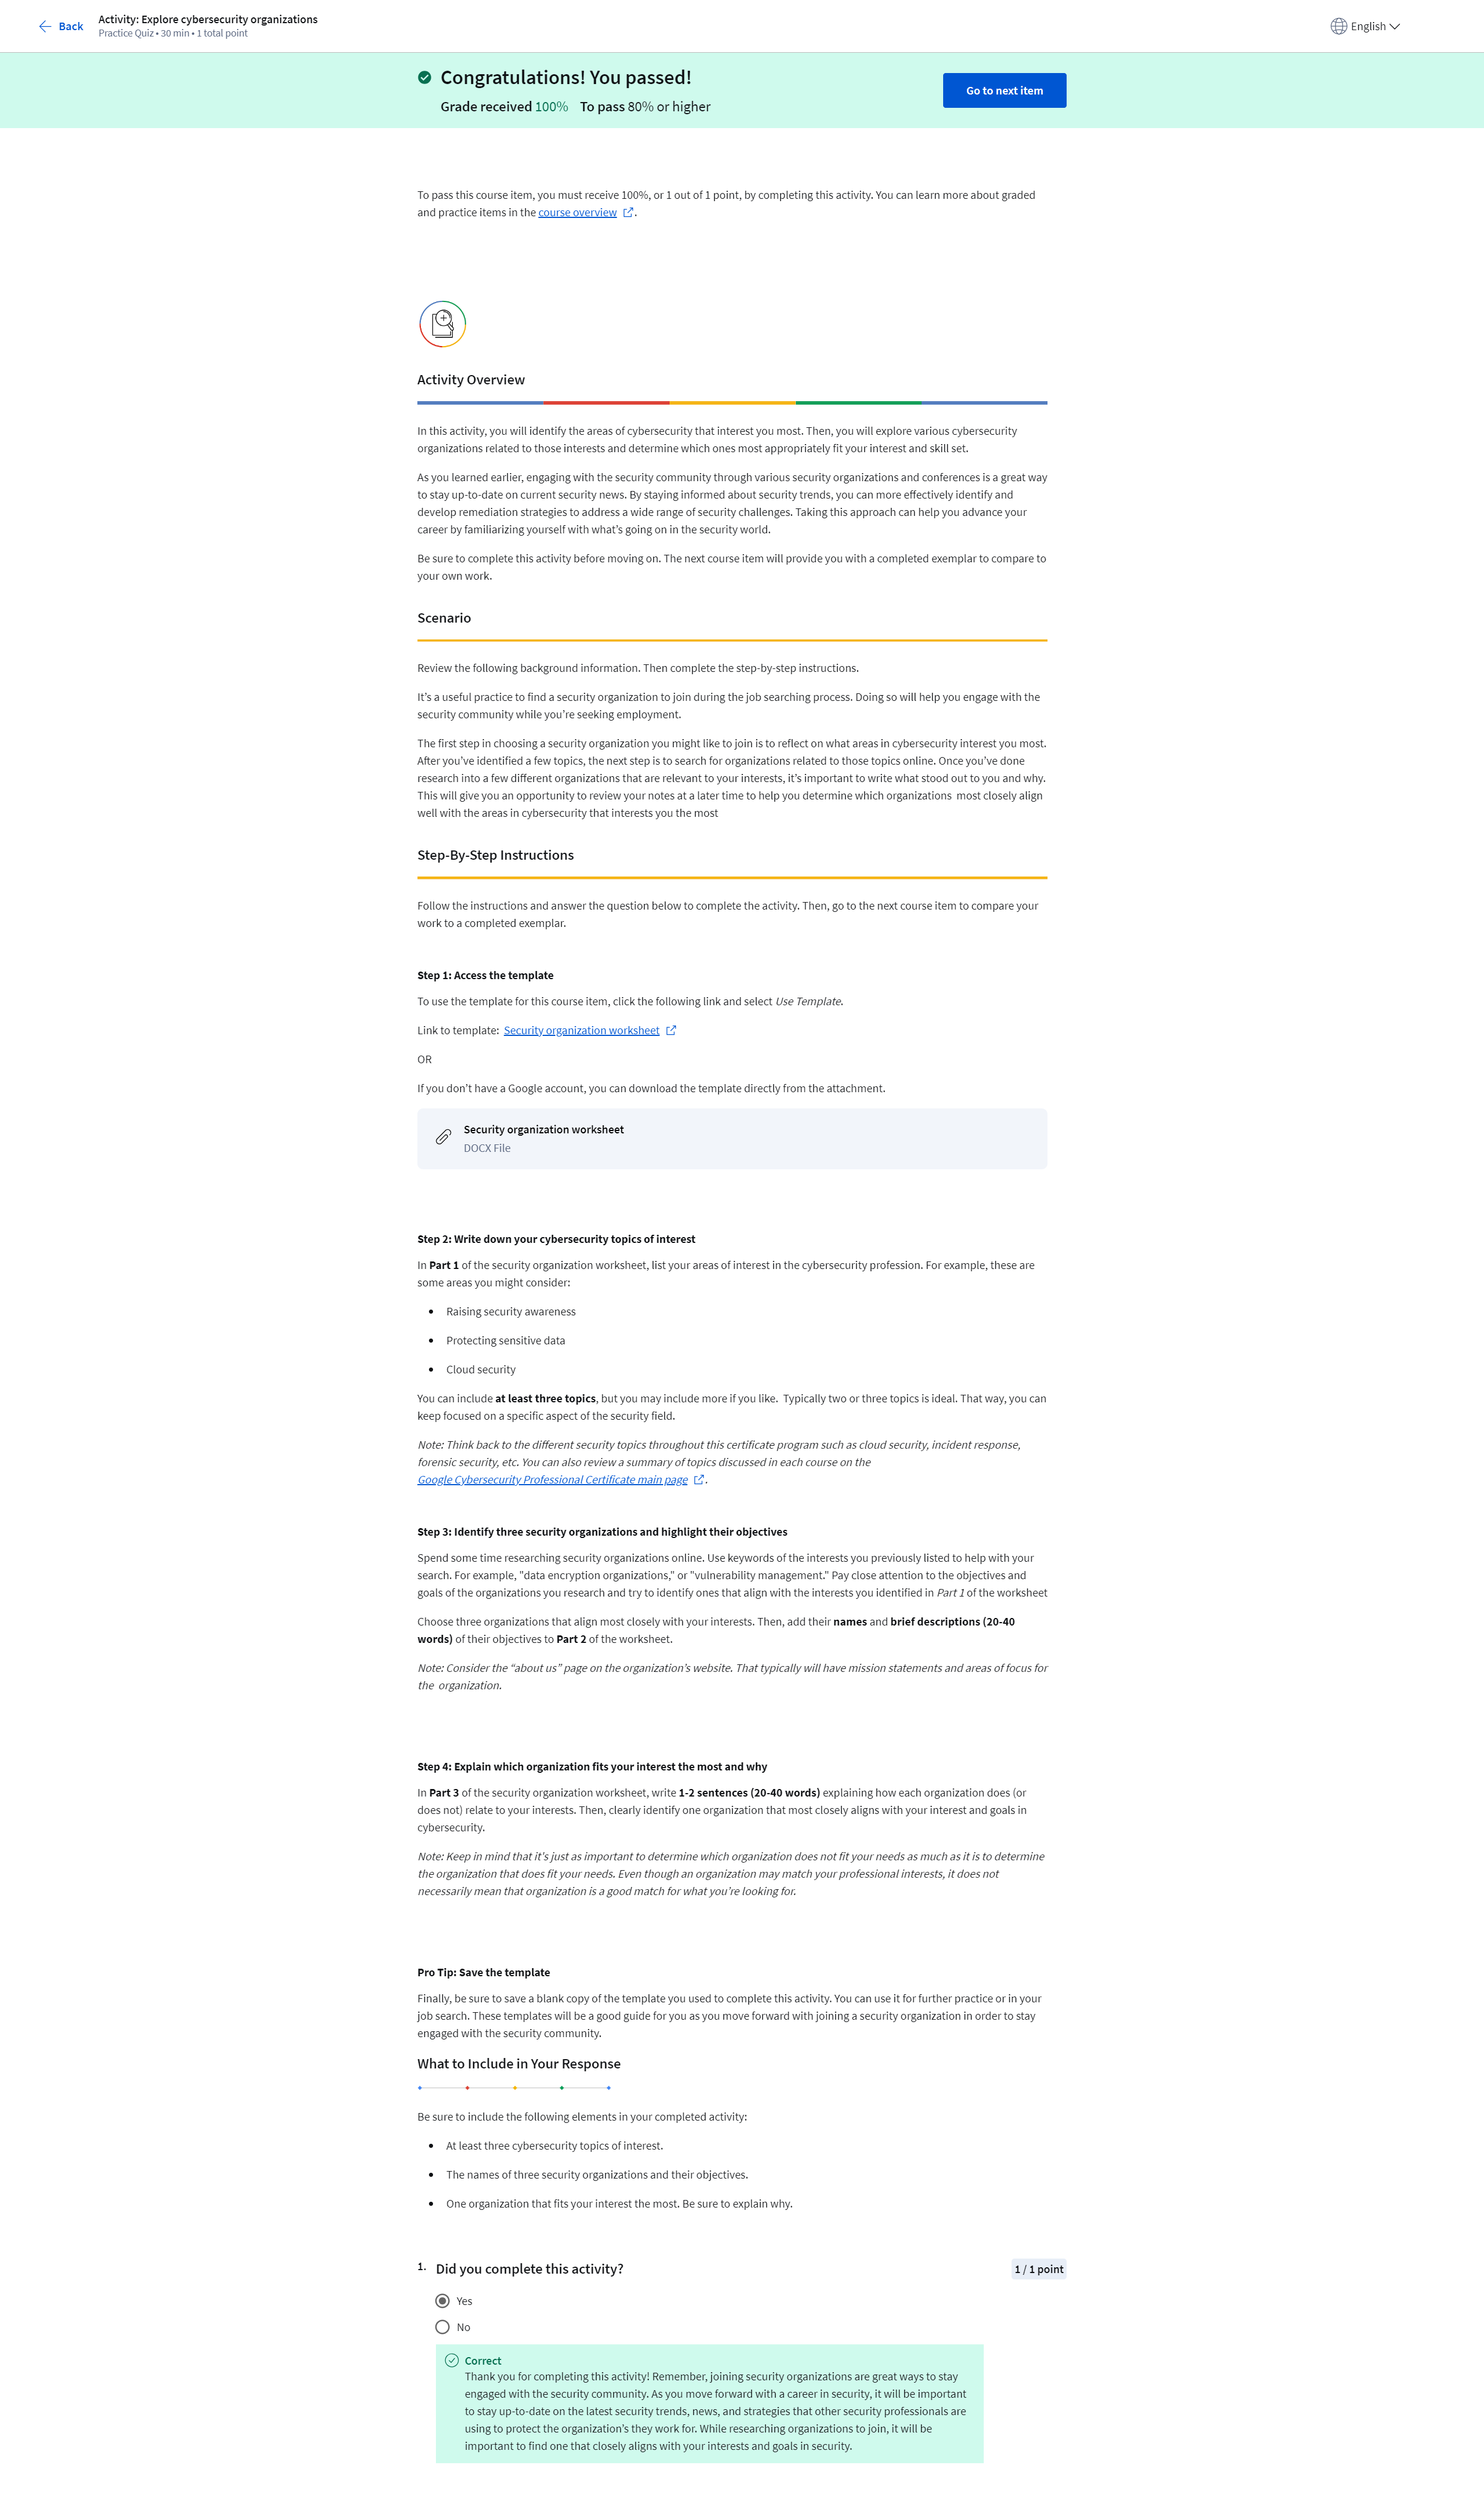 Back
Activity: Explore cybersecurity organizations
Practice Quiz • 30 min • 1 total point
English
Congratulations! You passed!
Grade received 100% To pass 80% or higher
Go to next item
To pass this course item, you must receive 100%, or 1 out of 1 point, by completing this activity. You can learn more about graded
and practice items in the course overview .
Activity Overview
In this activity, you will identify the areas of cybersecurity that interest you most. Then, you will explore various cybersecurity
organizations related to those interests and determine which ones most appropriately fit your interest and skill set.
As you learned earlier, engaging with the security community through various security organizations and conferences is a great way
to stay up-to-date on current security news. By staying informed about security trends, you can more effectively identify and
develop remediation strategies to address a wide range of security challenges. Taking this approach can help you advance your
career by familiarizing yourself with what’s going on in the security world.
Be sure to complete this activity before moving on. The next course item will provide you with a completed exemplar to compare to
your own work.
Scenario
Review the following background information. Then complete the step-by-step instructions.
It’s a useful practice to find a security organization to join during the job searching process. Doing so will help you engage with the
security community while you’re seeking employment.
The first step in choosing a security organization you might like to join is to reflect on what areas in cybersecurity interest you most.
After you’ve identified a few topics, the next step is to search for organizations related to those topics online. Once you’ve done
research into a few different organizations that are relevant to your interests, it’s important to write what stood out to you and why.
This will give you an opportunity to review your notes at a later time to help you determine which organizations most closely align
well with the areas in cybersecurity that interests you the most
Step-By-Step Instructions
Follow the instructions and answer the question below to complete the activity. Then, go to the next course item to compare your
work to a completed exemplar.
Step 1: Access the template
To use the template for this course item, click the following link and select Use Template.
Link to template: Security organization worksheet
OR
If you don’t have a Google account, you can download the template directly from the attachment.
Security organization worksheet
DOCX File
Step 2: Write down your cybersecurity topics of interest
In Part 1 of the security organization worksheet, list your areas of interest in the cybersecurity profession. For example, these are
some areas you might consider:
• Raising security awareness
• Protecting sensitive data
• Cloud security
You can include at least three topics, but you may include more if you like. Typically two or three topics is ideal. That way, you can
keep focused on a specific aspect of the security field.
Note: Think back to the different security topics throughout this certificate program such as cloud security, incident response,
forensic security, etc. You can also review a summary of topics discussed in each course on the
Google Cybersecurity Professional Certificate main page .
Step 3: Identify three security organizations and highlight their objectives
Spend some time researching security organizations online. Use keywords of the interests you previously listed to help with your
search. For example, "data encryption organizations," or "vulnerability management." Pay close attention to the objectives and
goals of the organizations you research and try to identify ones that align with the interests you identified in Part 1 of the worksheet
Choose three organizations that align most closely with your interests. Then, add their names and brief descriptions (20-40
words) of their objectives to Part 2 of the worksheet.
Note: Consider the “about us” page on the organization’s website. That typically will have mission statements and areas of focus for
the organization.
Step 4: Explain which organization fits your interest the most and why
In Part 3 of the security organization worksheet, write 1-2 sentences (20-40 words) explaining how each organization does (or
does not) relate to your interests. Then, clearly identify one organization that most closely aligns with your interest and goals in
cybersecurity.
Note: Keep in mind that it’s just as important to determine which organization does not fit your needs as much as it is to determine
the organization that does fit your needs. Even though an organization may match your professional interests, it does not
necessarily mean that organization is a good match for what you’re looking for.
Pro Tip: Save the template
Finally, be sure to save a blank copy of the template you used to complete this activity. You can use it for further practice or in your
job search. These templates will be a good guide for you as you move forward with joining a security organization in order to stay
engaged with the security community.
What to Include in Your Response
Be sure to include the following elements in your completed activity:
• At least three cybersecurity topics of interest.
• The names of three security organizations and their objectives.
• One organization that fits your interest the most. Be sure to explain why.
1. Did you complete this activity?
1 / 1 point
Yes
No
Correct
Thank you for completing this activity! Remember, joining security organizations are great ways to stay
engaged with the security community. As you move forward with a career in security, it will be important
to stay up-to-date on the latest security trends, news, and strategies that other security professionals are
using to protect the organization’s they work for. While researching organizations to join, it will be
important to find one that closely aligns with your interests and goals in security.